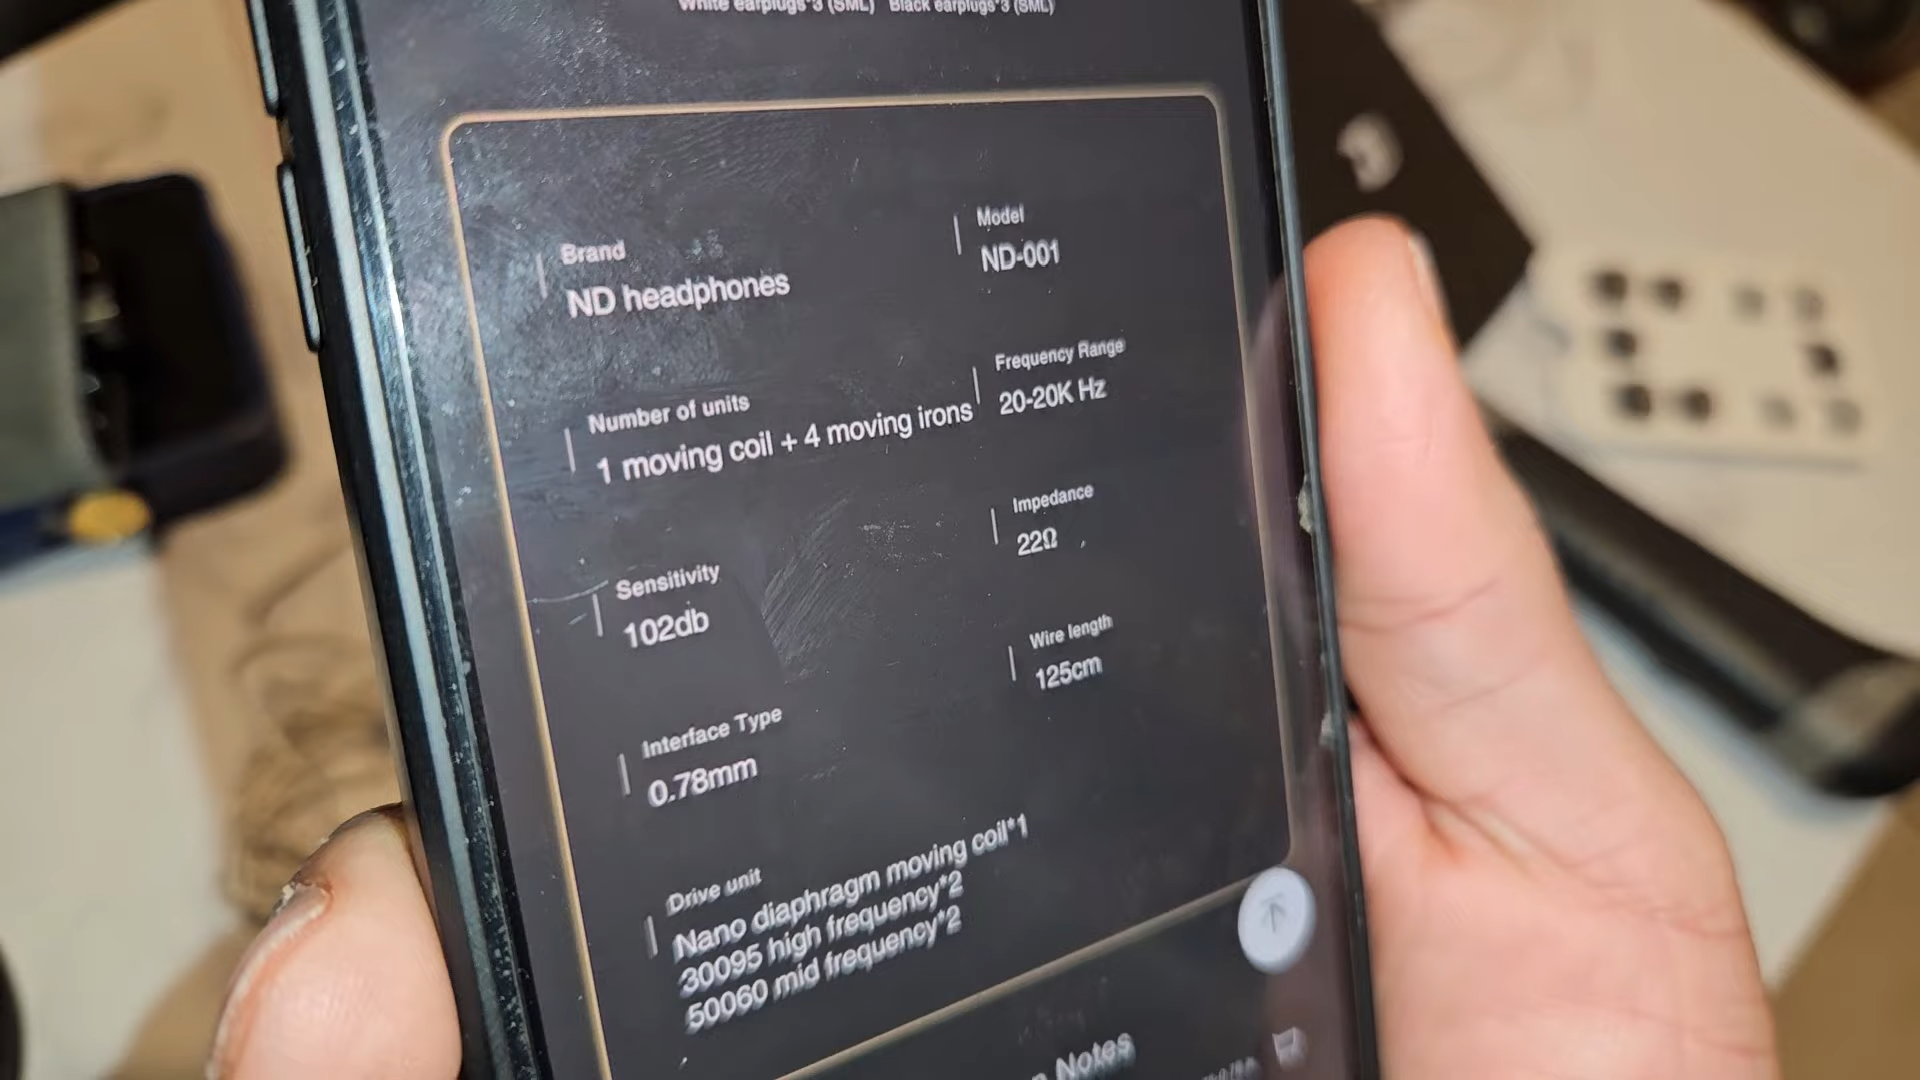 White earplugs*3 (SML) Black earplugs*3 (SML)
Brand
ND headphones
Model
ND-001
Number of units
1 moving coil + 4 moving irons
Frequency Range
20-20K Hz
Sensitivity
102db
Impedance
22Ω
Interface Type
0.78mm
Wire length
125cm
Drive unit
Nano diaphragm moving coil*1
30095 high frequency*2
50060 mid frequency*2
Notes